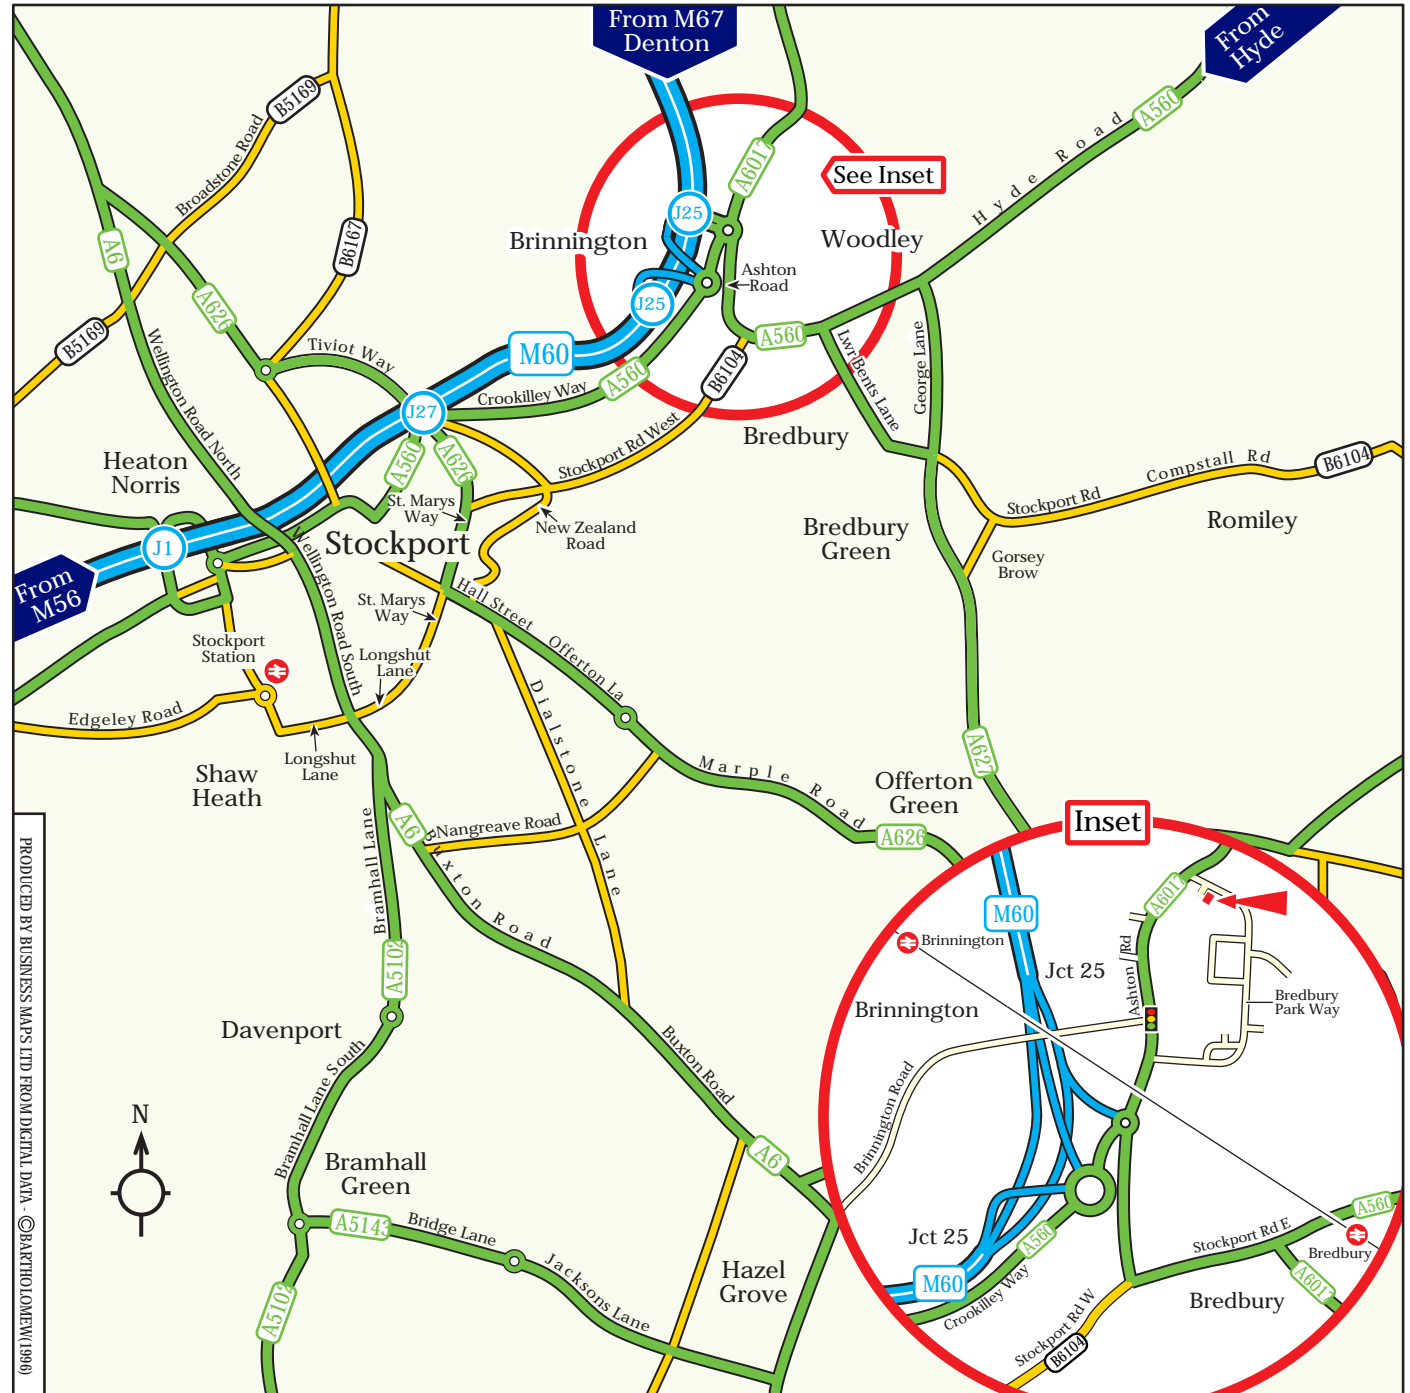 From M67
Denton
From
Hyde
B5169
Broadstone Road
A6017
A560
See Inset
Hyde Road
J25
A6
B6167
Brinnington
Woodley
Ashton
Road
A626
J25
B5169
Wellington Road North
Tiviot Way
M60
A560
Lwr Bents Lane
George Lane
B6104
A560
Crookilley Way
J27
Stockport Rd West
Bredbury
Heaton
Norris
A560
A626
Compstall Rd
B6104
St. Marys
Way
Stockport Rd
New Zealand
Road
Bredbury
Green
Romiley
J1
Stockport
Wellington Road South
Gorsey
Brow
From
M56
Hall Street
St. Marys
Way
Offerton La
Stockport
Station
Longshut
Lane
Dialstone Lane
Edgeley Road
Longshut
Lane
A627
Marple Road
Shaw
Heath
Offerton
Green
A6
Nangreave Road
A626
Inset
Bramhall Lane
Buxton Road
A6017
M60
Brinnington
Ashton Rd
Jct 25
A5102
Bredbury
Park Way
Brinnington
Davenport
Bramhall Lane South
Buxton Road
Brinnington Road
N
A6
Bramhall
Green
A5143
Bridge Lane
Jct 25
A560
A560
Stockport Rd E
Bredbury
Jacksons Lane
Hazel
Grove
M60
Crookilley Way
A6017
A5102
Bredbury
Stockport Rd W
B6104
PRODUCED BY BUSINESS MAPS LTD FROM DIGITAL DATA - ©BARTHOLOMEW(1996)